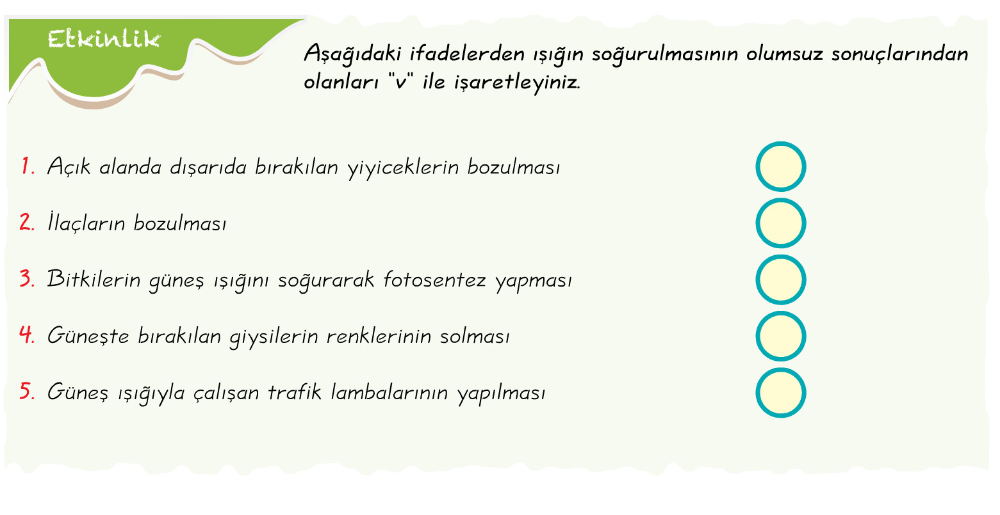 Etkinlik
Aşağıdaki ifadelerden ışığın soğurulmasının olumsuz sonuçlarından
olanları "v" ile işaretleyiniz.
1. Açık alanda dışarıda bırakılan yiyiceklerin bozulması
2. İlaçların bozulması
3. Bitkilerin güneş ışığını soğurarak fotosentez yapması
4. Güneşte bırakılan giysilerin renklerinin solması
5. Güneş ışığıyla çalışan trafik lambalarının yapılması